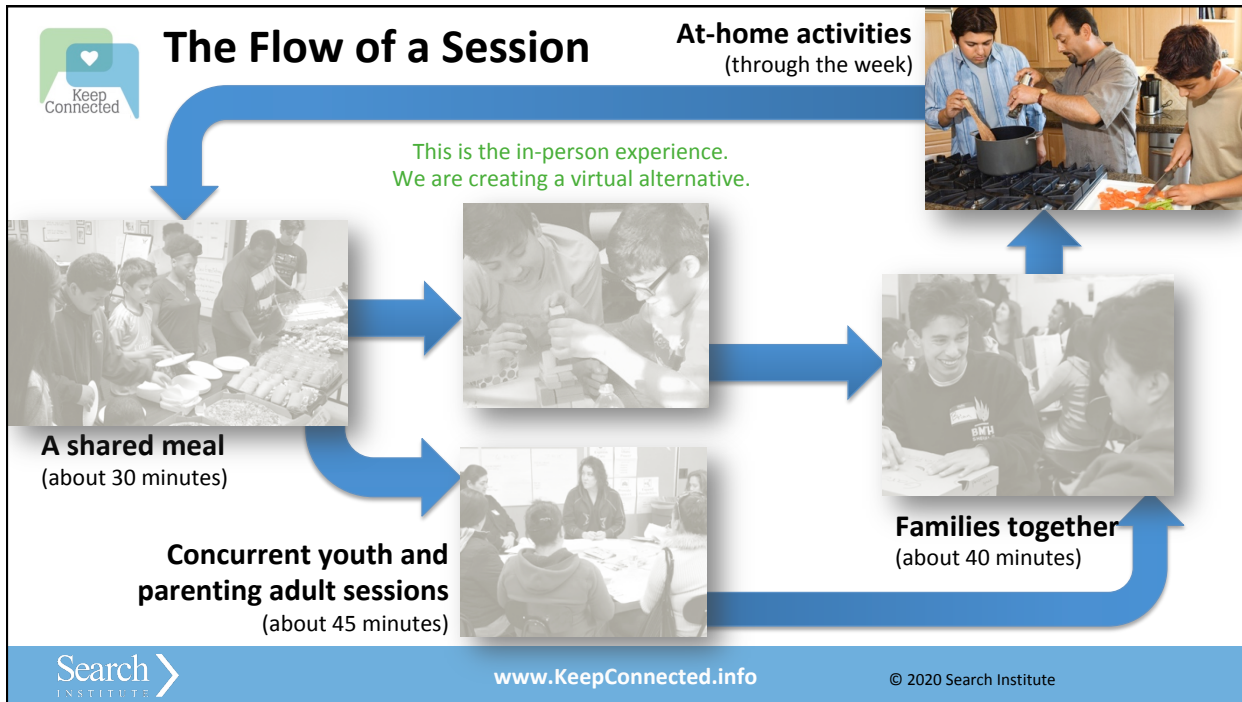 Keep
Connected
The Flow of a Session
At-home activities
(through the week)
This is the in-person experience.
We are creating a virtual alternative.
A shared meal
(about 30 minutes)
Concurrent youth and
parenting adult sessions
(about 45 minutes)
Families together
(about 40 minutes)
Search
INSTITUTE
www.KeepConnected.info
© 2020 Search Institute